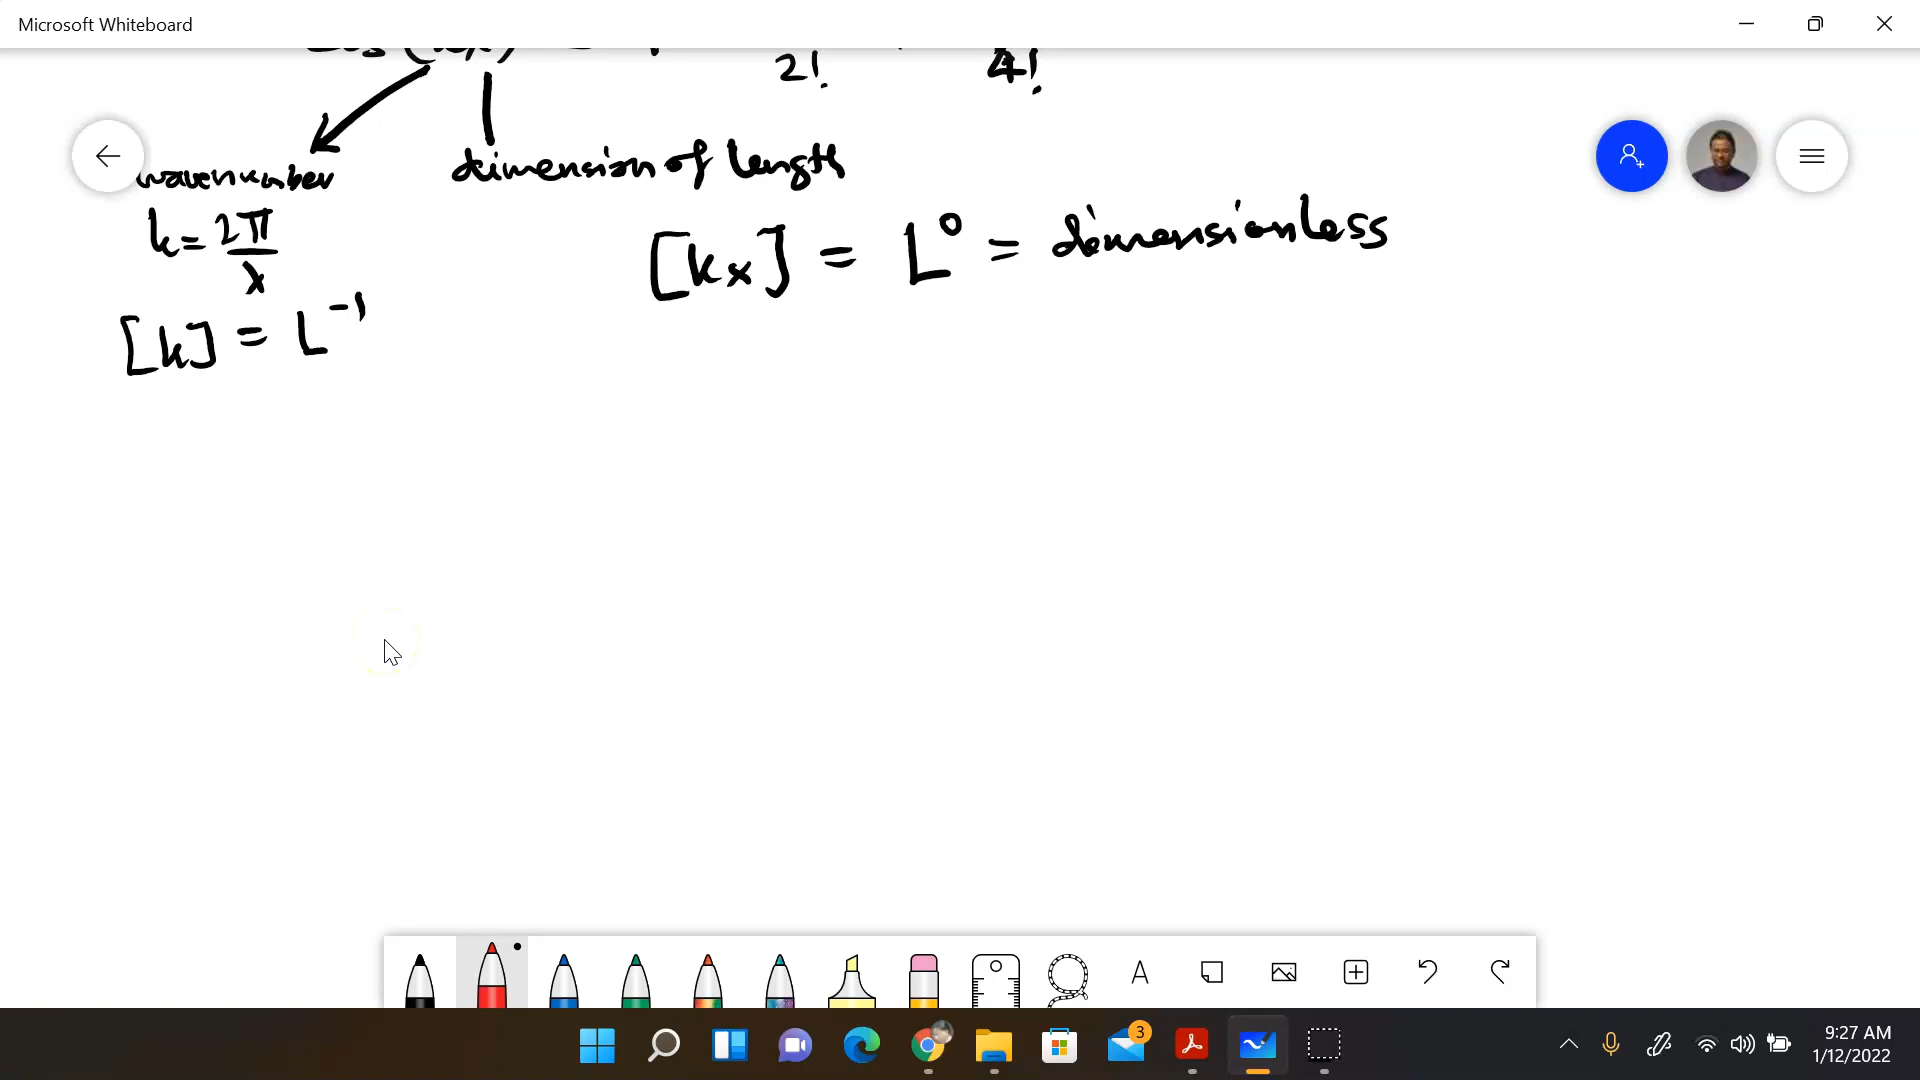 Microsoft Whiteboard
2! 4!
wavenumber dimension of length
k = 2π
λ
[kx] = L⁰ = dimensionless
[k] = L⁻¹
A
3
9:27 AM
1/12/2022